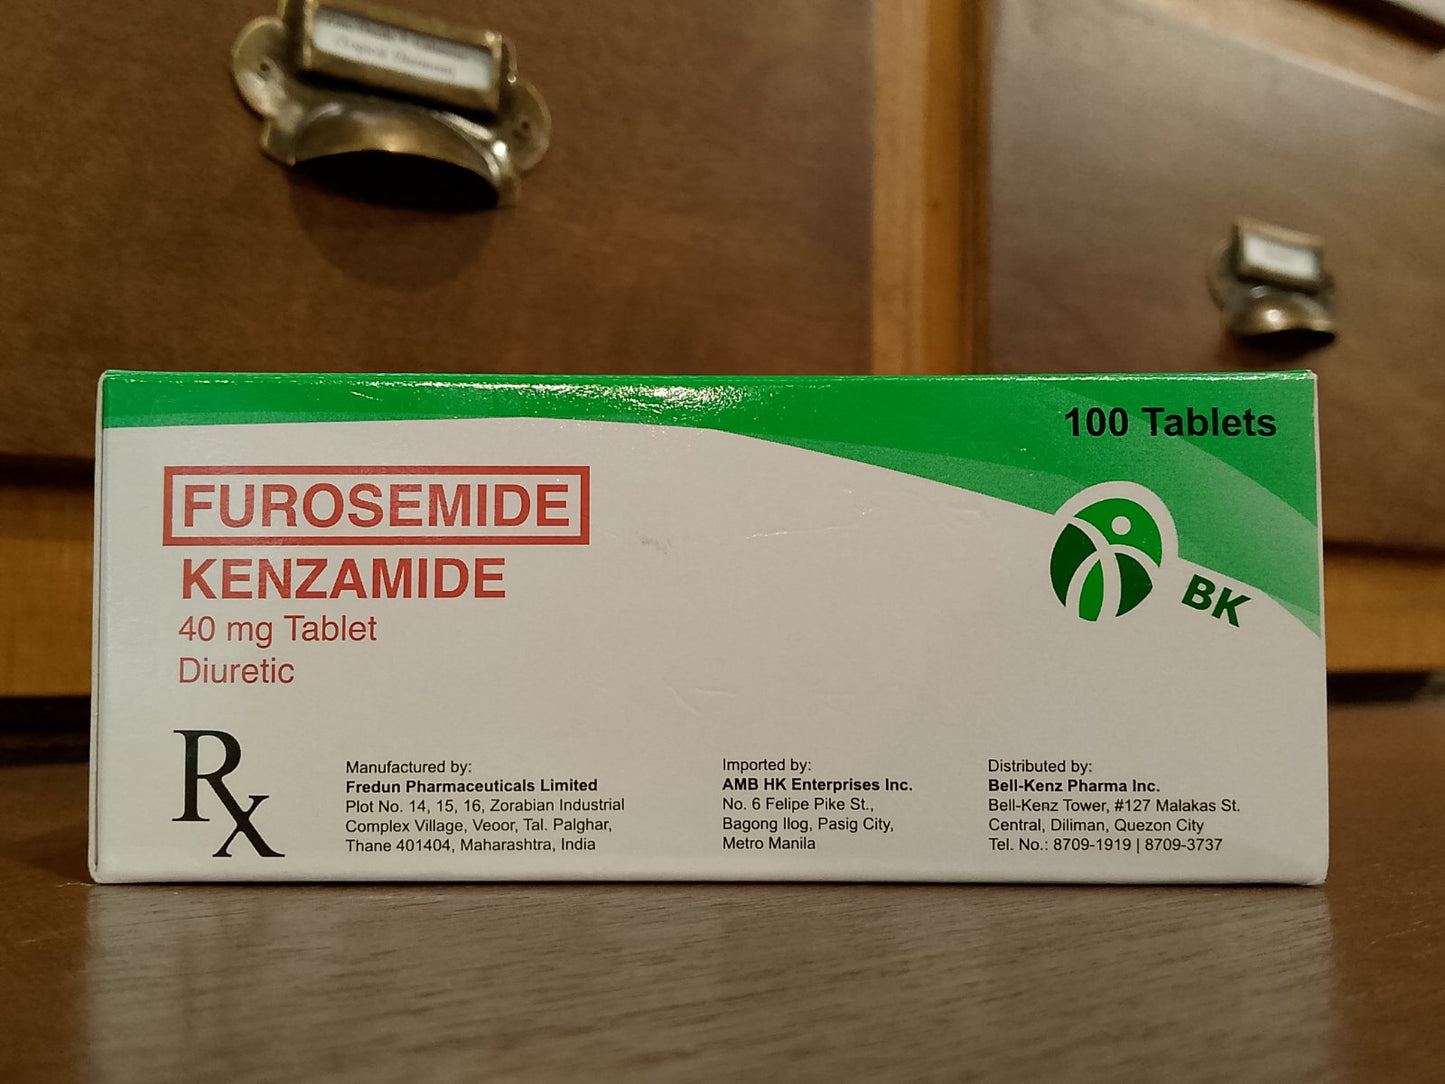 100 Tablets
FUROSEMIDE
KENZAMIDE
40 mg Tablet
Diuretic
BK
Rx
Manufactured by:
Fredun Pharmaceuticals Limited
Plot No. 14, 15, 16, Zorabian Industrial
Complex Village, Veoor, Tal. Palghar,
Thane 401404, Maharashtra, India
Imported by:
AMB HK Enterprises Inc.
No. 6 Felipe Pike St.,
Bagong Ilog, Pasig City,
Metro Manila
Distributed by:
Bell-Kenz Pharma Inc.
Bell-Kenz Tower, #127 Malakas St.
Central, Diliman, Quezon City
Tel. No.: 8709-1919 | 8709-3737